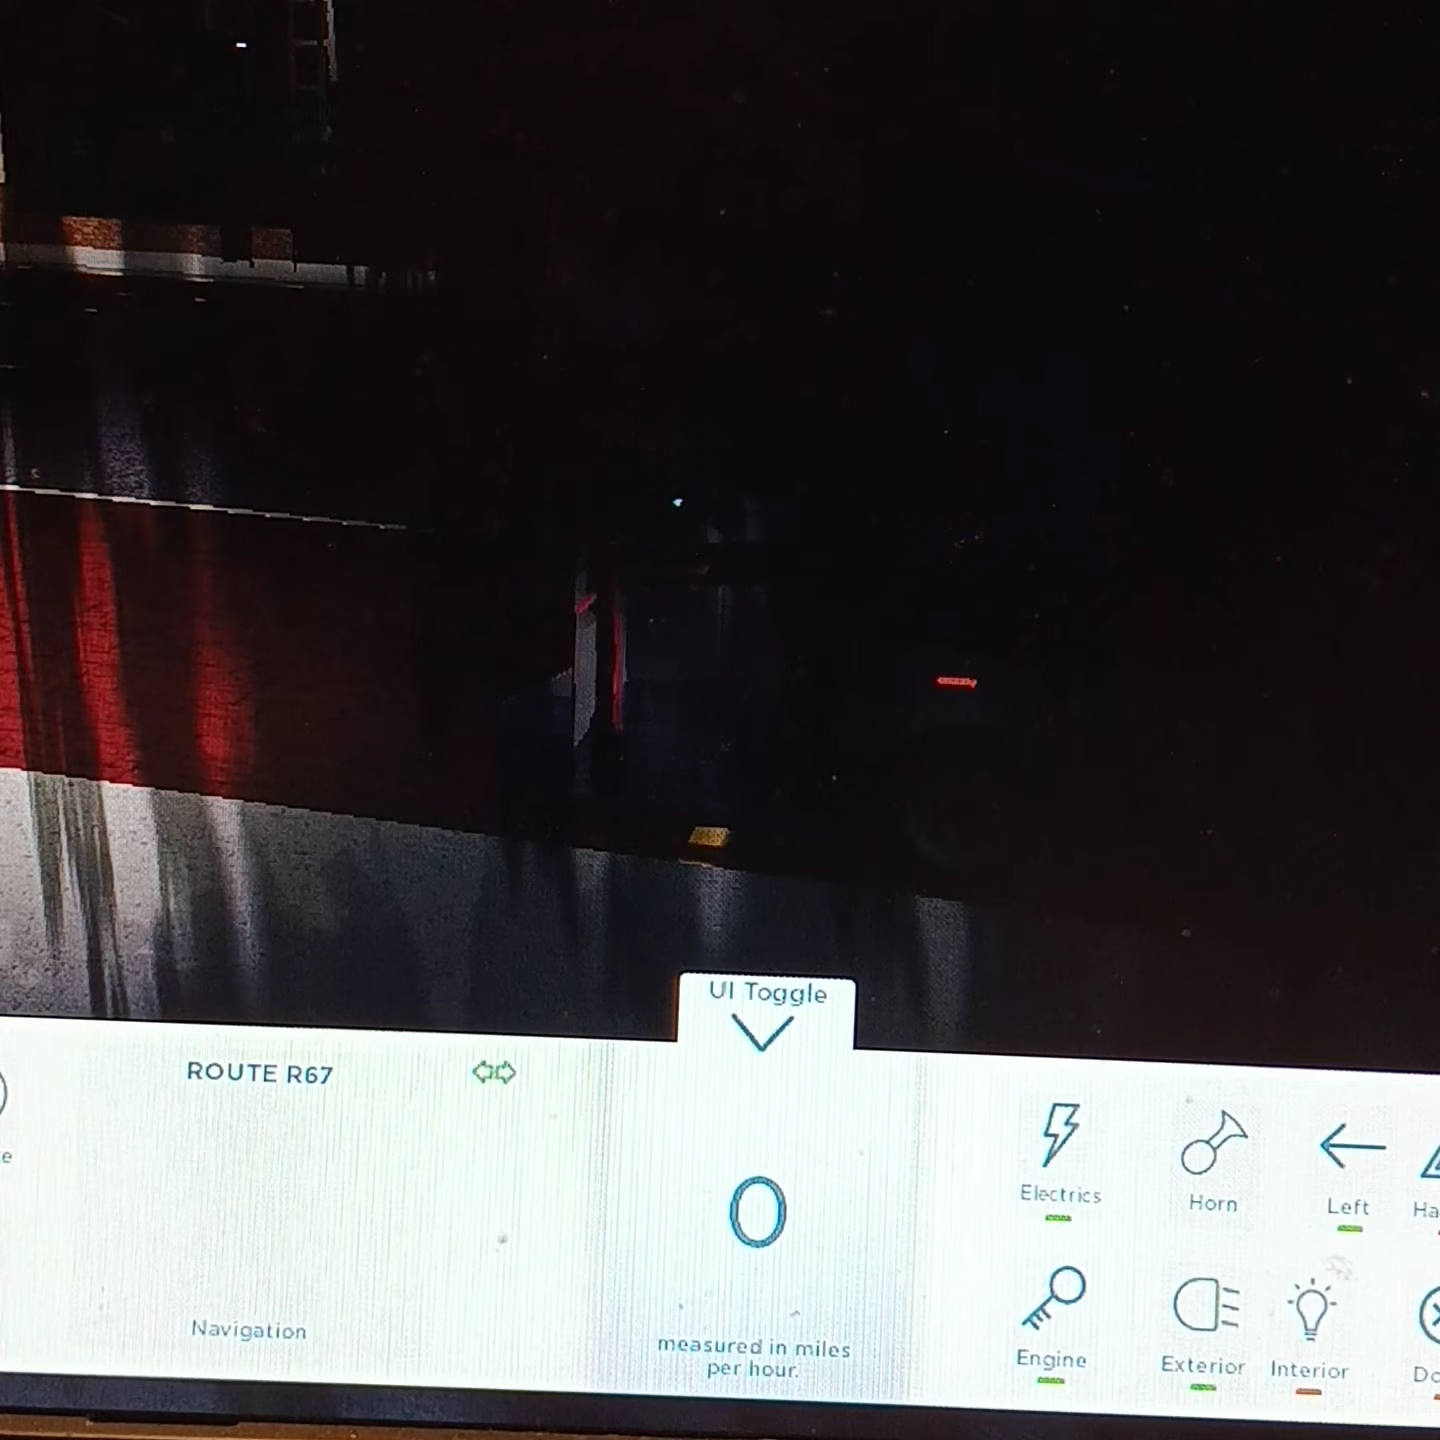 UI Toggle
ROUTE R67
0
measured in miles
per hour.
Navigation
Electrics
Horn
Left
Engine
Exterior
Interior